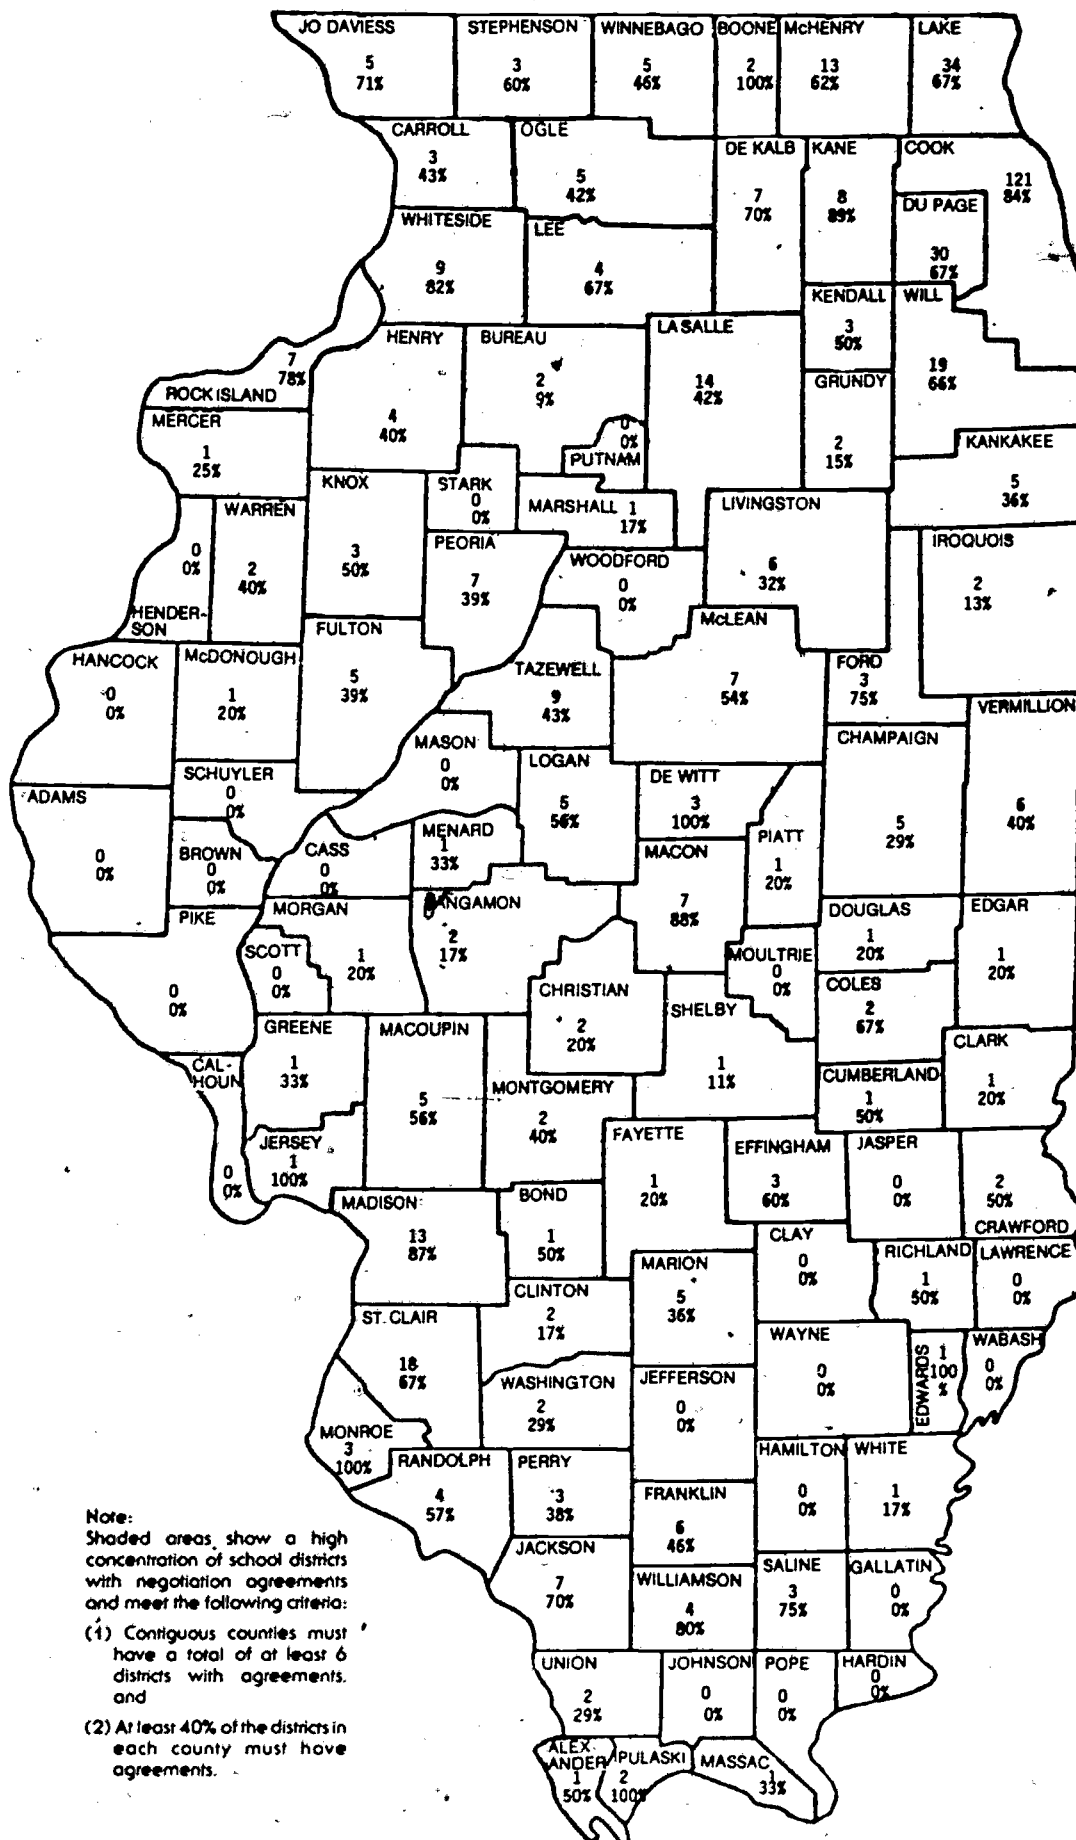 JO DAVIESS
5
71%
STEPHENSON
3
60%
WINNEBAGO
5
46%
BOONE
2
100%
McHENRY
13
62%
LAKE
34
67%
CARROLL
3
43%
OGLE
5
42%
DE KALB
7
70%
KANE
8
89%
COOK
121
84%
DU PAGE
30
67%
WHITESIDE
9
82%
LEE
4
67%
KENDALL
3
50%
WILL
19
66%
ROCK ISLAND
7
78%
HENRY
4
40%
BUREAU
2
9%
LA SALLE
14
42%
GRUNDY
2
15%
MERCER
1
25%
PUTNAM
0
0%
KANKAKEE
5
36%
KNOX
3
50%
STARK
0
0%
MARSHALL 1
17%
LIVINGSTON
6
32%
WARREN
2
40%
HENDER-
SON
0
0%
PEORIA
7
39%
WOODFORD
0
0%
IROQUOIS
2
13%
HANCOCK
0
0%
McDONOUGH
1
20%
FULTON
5
39%
TAZEWELL
9
43%
McLEAN
7
54%
FORD
3
75%
VERMILLION
6
40%
MASON
0
0%
LOGAN
5
56%
DE WITT
3
100%
CHAMPAIGN
5
29%
SCHUYLER
0
0%
ADAMS
0
0%
BROWN
0
0%
CASS
0
0%
MENARD
1
33%
MACON
7
88%
PIATT
1
20%
PIKE
0
0%
MORGAN
1
20%
SCOTT
0
0%
SANGAMON
2
17%
CHRISTIAN
2
20%
MOULTRIE
0
0%
DOUGLAS
1
20%
EDGAR
1
20%
COLES
2
67%
SHELBY
1
11%
GREENE
1
33%
MACOUPIN
5
56%
MONTGOMERY
2
40%
CLARK
1
20%
CUMBERLAND
1
50%
CAL-
HOUN
0
0%
JERSEY
1
100%
FAYETTE
1
20%
EFFINGHAM
3
60%
JASPER
0
0%
2
50%
CRAWFORD
MADISON
13
87%
BOND
1
50%
CLAY
0
0%
RICHLAND
1
50%
LAWRENCE
0
0%
MARION
5
36%
CLINTON
2
17%
ST. CLAIR
18
67%
WAYNE
0
0%
EDWARDS
1
100
%
WABASH
0
0%
WASHINGTON
2
29%
JEFFERSON
0
0%
MONROE
3
100%
RANDOLPH
4
57%
PERRY
3
38%
HAMILTON
0
0%
WHITE
1
17%
FRANKLIN
6
46%
JACKSON
7
70%
WILLIAMSON
4
80%
SALINE
3
75%
GALLATIN
0
0%
UNION
2
29%
JOHNSON
0
0%
POPE
0
0%
HARDIN
0
0%
ALEX-
ANDER
1
50%
PULASKI
2
100%
MASSAC
1
33%
Note:
Shaded areas show a high
concentration of school districts
with negotiation agreements
and meet the following criteria:
(1) Contiguous counties must
have a total of at least 6
districts with agreements.
and
(2) At least 40% of the districts in
each county must have
agreements.